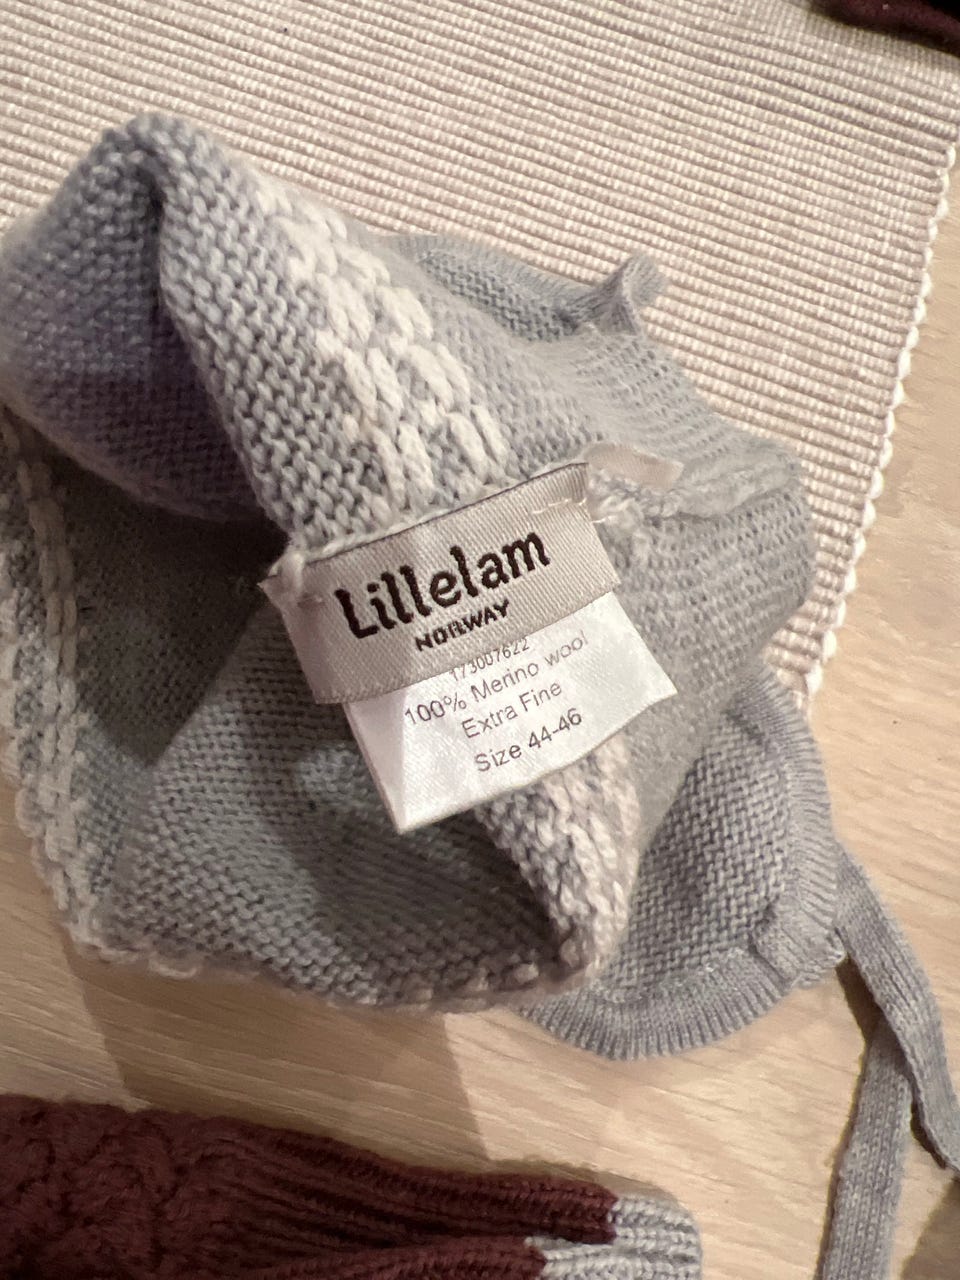 Lillelam
NORWAY
173007622
100% Merino wool
Extra Fine
Size 44-46